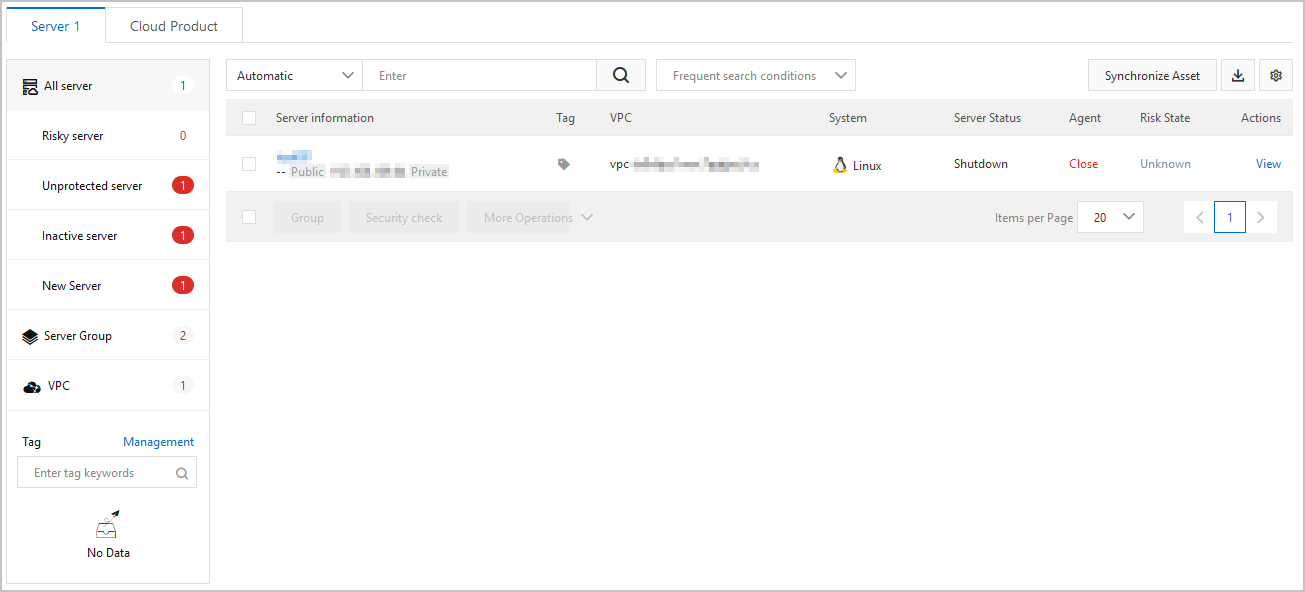 Server 1
Cloud Product
All server 1
Risky server 0
Unprotected server 1
Inactive server 1
New Server 1
Server Group 2
VPC 1
Tag Management
Enter tag keywords
No Data
Automatic Enter Frequent search conditions Synchronize Asset
Server information Tag VPC System Server Status Agent Risk State Actions
-- Public Private vpc Linux Shutdown Close Unknown View
Group Security check More Operations Items per Page 20 1